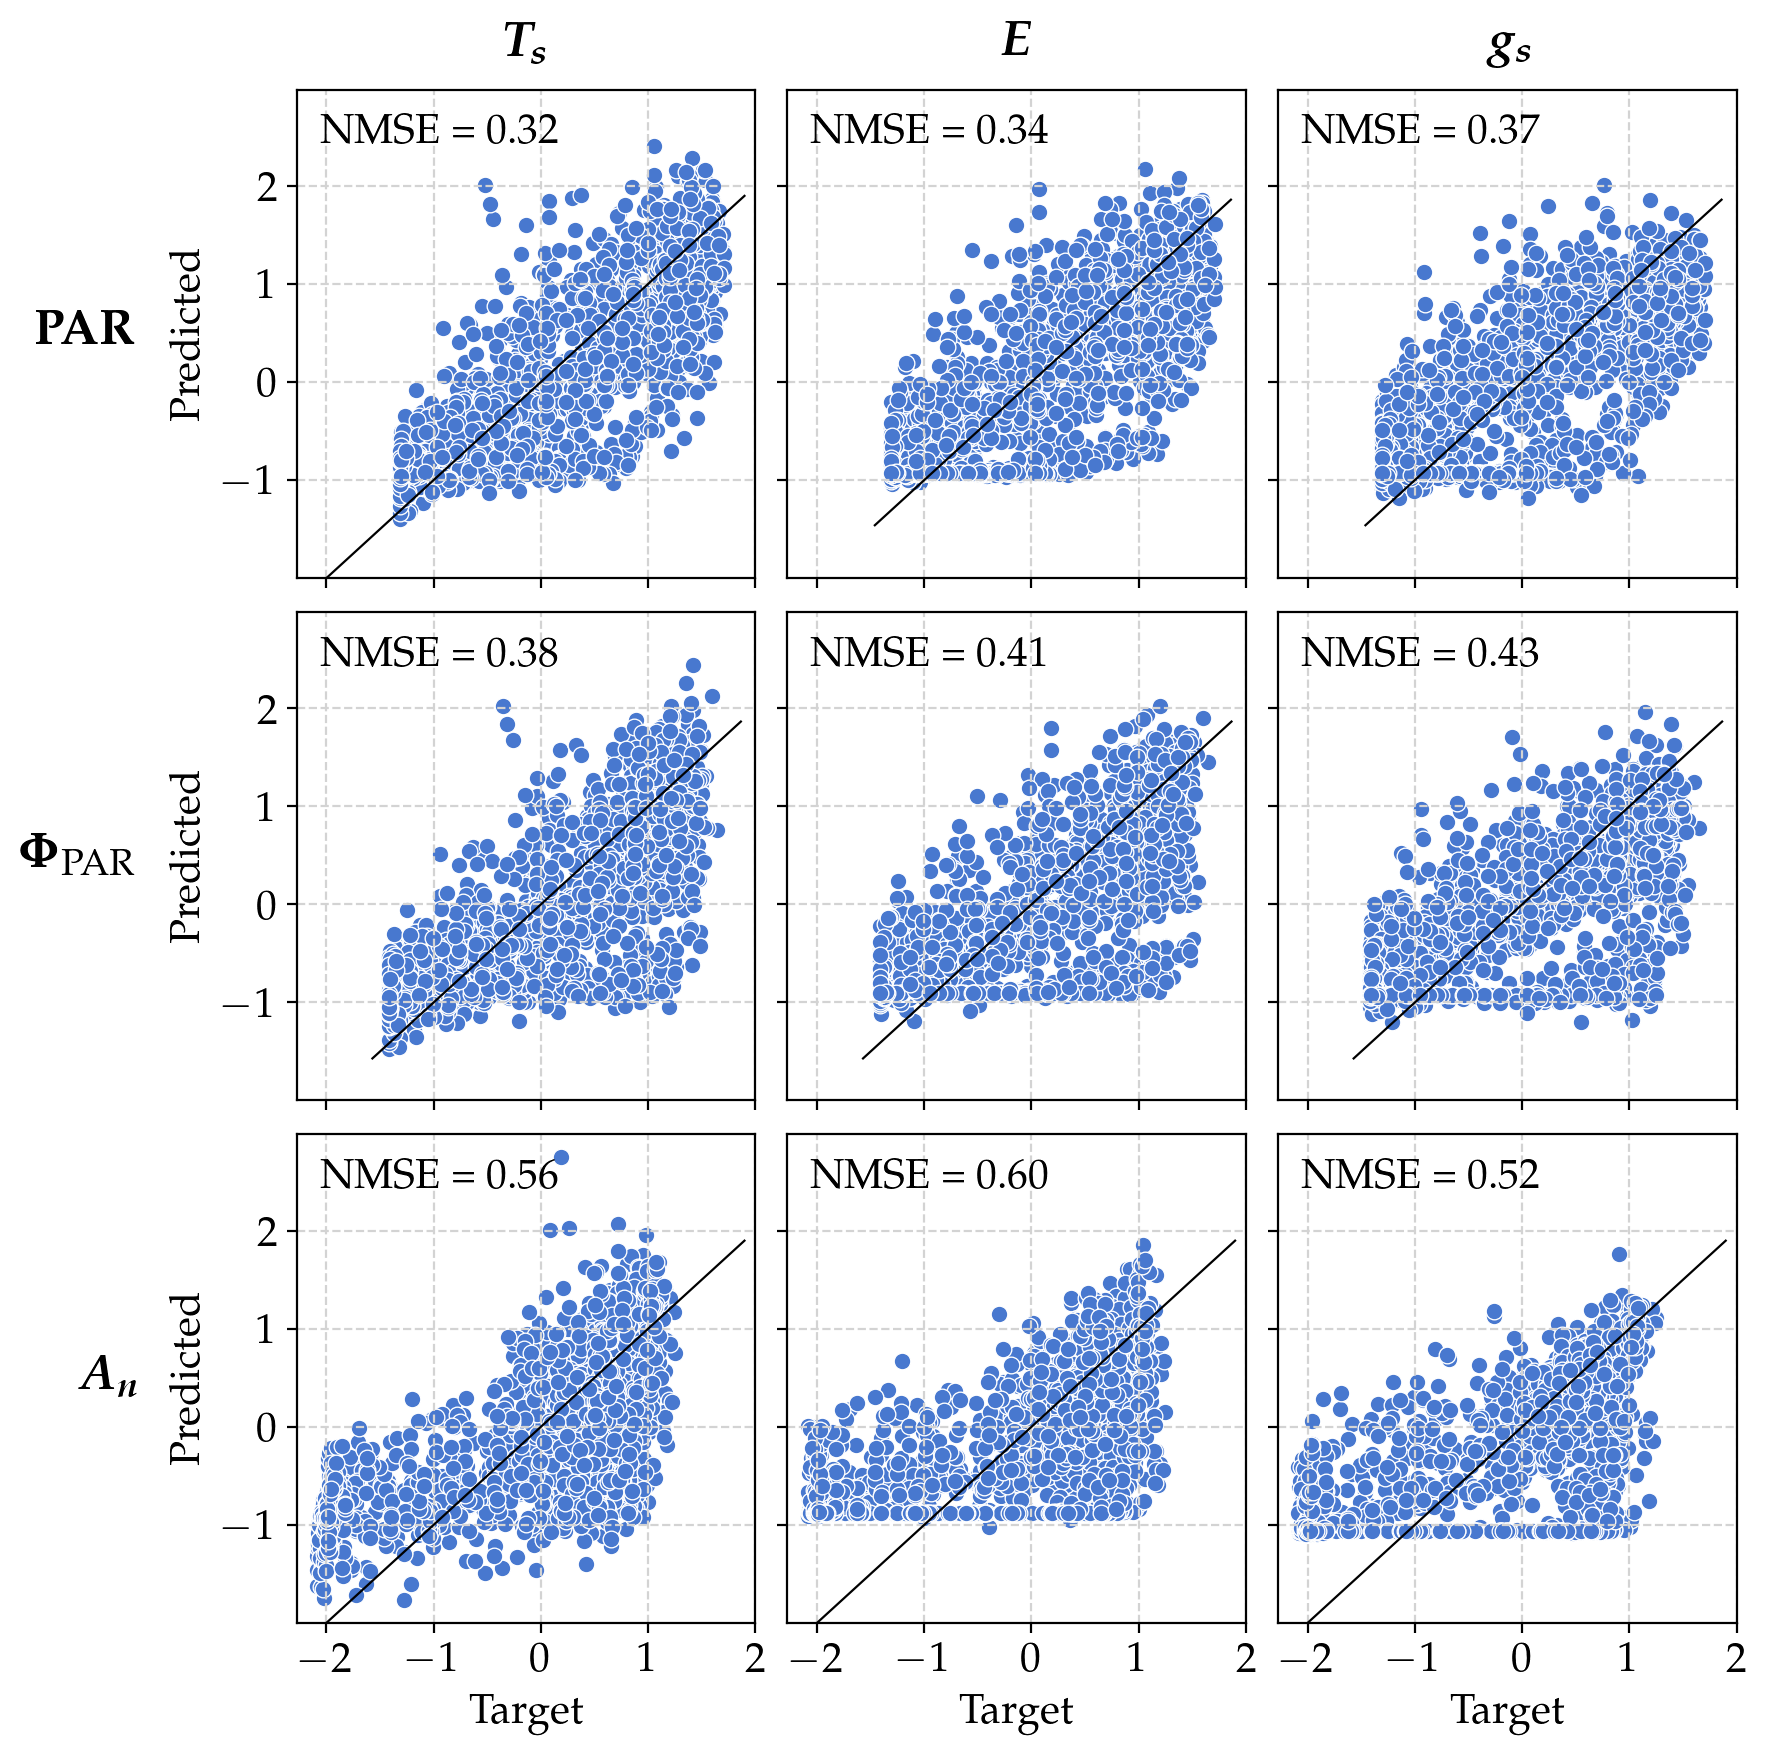 T_s E g_s
NMSE = 0.32 NMSE = 0.34 NMSE = 0.37
2
1
PAR Predicted
0
−1
NMSE = 0.38 NMSE = 0.41 NMSE = 0.43
2
1
Φ_PAR Predicted
0
−1
NMSE = 0.56 NMSE = 0.60 NMSE = 0.52
2
1
A_n Predicted
0
−1
−2 −1 0 1 2 −2 −1 0 1 2 −2 −1 0 1 2
Target Target Target